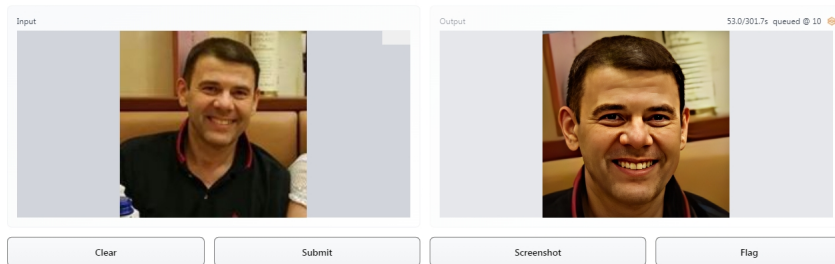 Input
Output
53.0/301.7s queued @ 10
Clear
Submit
Screenshot
Flag